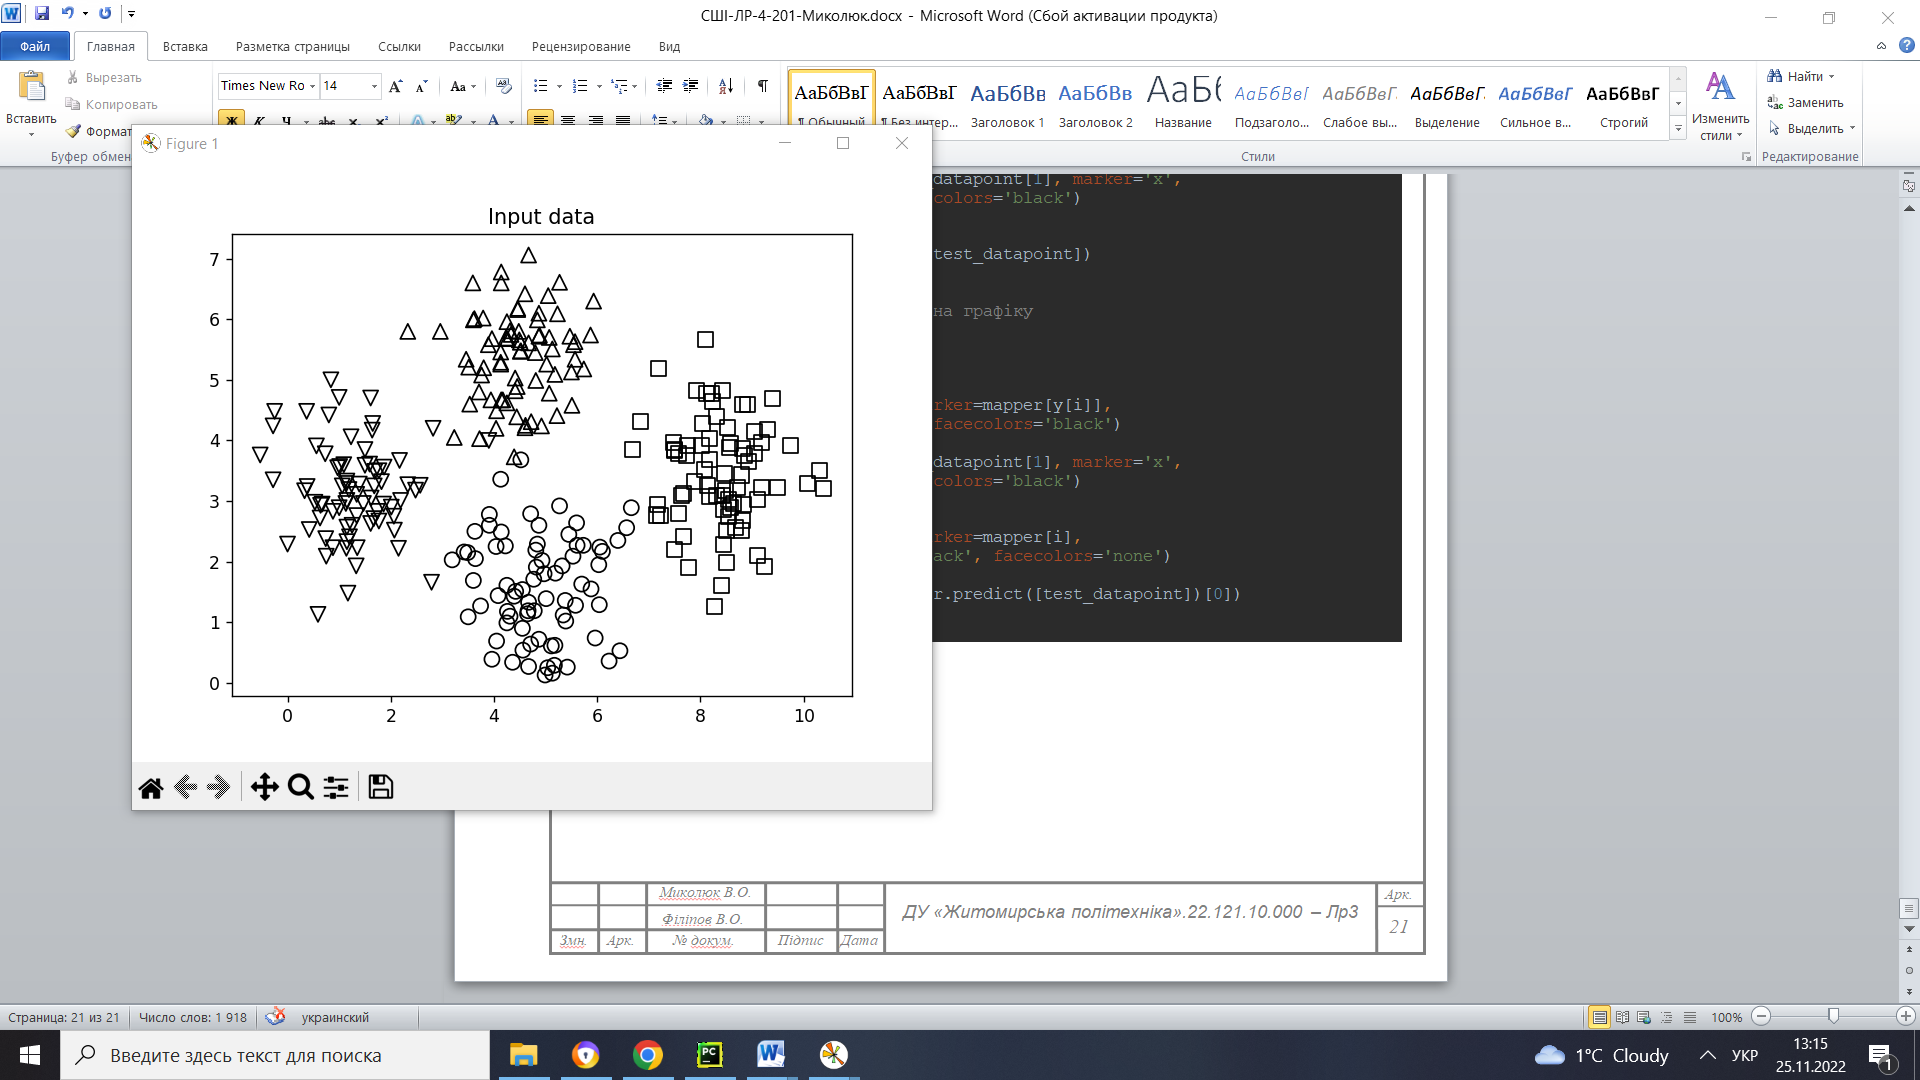 СШІ-ЛР-4-201-Миколюк.docx - Microsoft Word (Сбой активации продукта)
Файл
Главная
Вставка
Разметка страницы
Ссылки
Рассылки
Рецензирование
Вид
Вставить
Вырезать
Копировать
Формат
Буфер обмен
Times New Ro
14
АаБбВвГ
¶ Обычный
АаБбВвГ
¶ Без интер...
АаБбВв
Заголовок 1
АаБбВв
Заголовок 2
АаБб
Название
АаБбВвГ
Подзаголо...
АаБбВвГ
Слабое вы...
АаБбВвГ
Выделение
АаБбВвГ
Сильное в...
АаБбВвГ
Строгий
Стили
Изменить
стили
Найти
Заменить
Выделить
Редактирование
Figure 1
Input data
7
6
5
4
3
2
1
0
0 2 4 6 8 10
datapoint[1], marker='x',
colors='black')
test_datapoint])
на графіку
rker=mapper[y[i]],
facecolors='black')
datapoint[1], marker='x',
colors='black')
rker=mapper[i],
ack', facecolors='none')
r.predict([test_datapoint])[0])
Миколюк В.О.
Філіпов В.О.
Змн.
Арк.
№ докум.
Підпис
Дата
ДУ «Житомирська політехніка».22.121.10.000 – Лр3
Арк.
21
Страница: 21 из 21
Число слов: 1 918
украинский
100%
Введите здесь текст для поиска
1°C Cloudy
УКР
13:15
25.11.2022
1